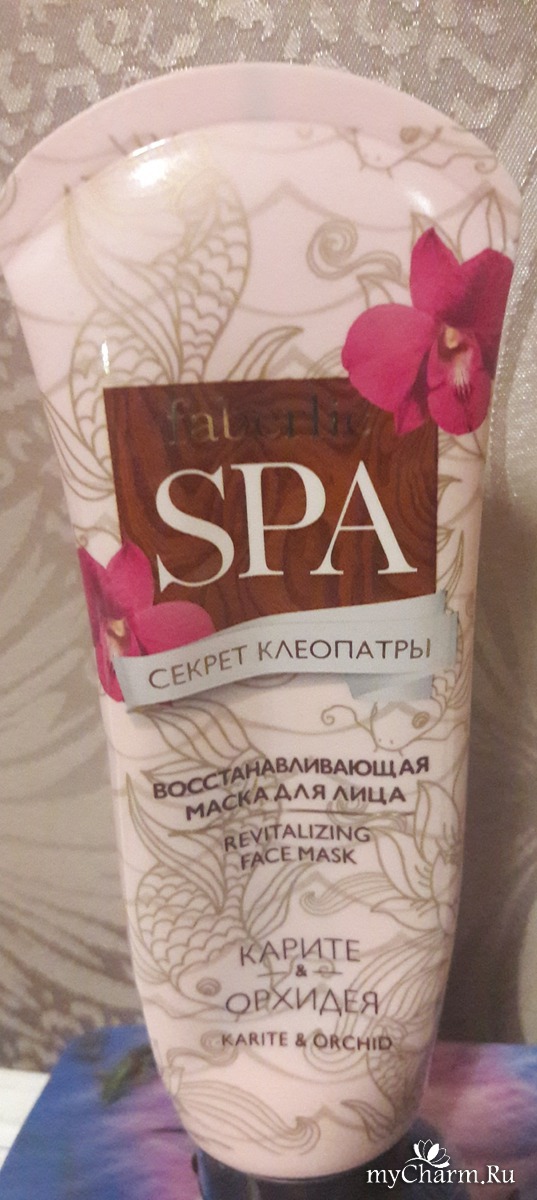 faberlic
SPA
СЕКРЕТ КЛЕОПАТРЫ
ВОССТАНАВЛИВАЮЩАЯ
МАСКА ДЛЯ ЛИЦА
REVITALIZING
FACE MASK
КАРИТЕ
&
ОРХИДЕЯ
KARITE & ORCHID
myCharm.Ru